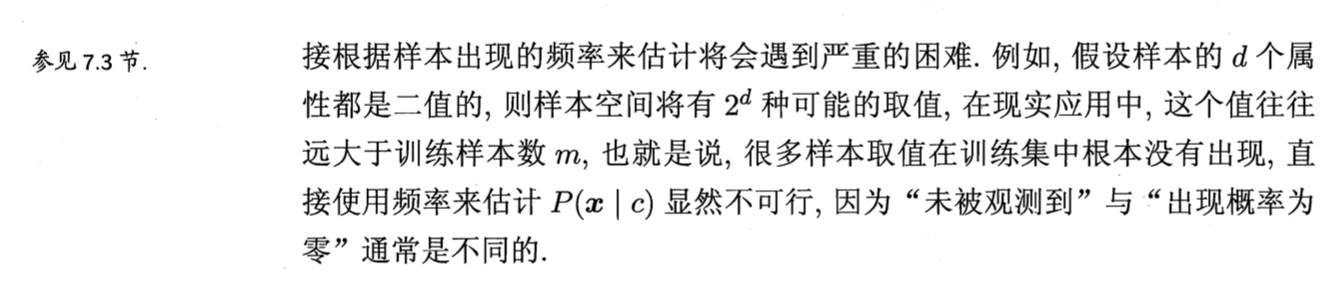 参见 7.3 节.
接根据样本出现的频率来估计将会遇到严重的困难. 例如, 假设样本的 d 个属
性都是二值的, 则样本空间将有 2^d 种可能的取值, 在现实应用中, 这个值往往
远大于训练样本数 m, 也就是说, 很多样本取值在训练集中根本没有出现, 直
接使用频率来估计 P(x | c) 显然不可行, 因为“未被观测到”与“出现概率为
零”通常是不同的.